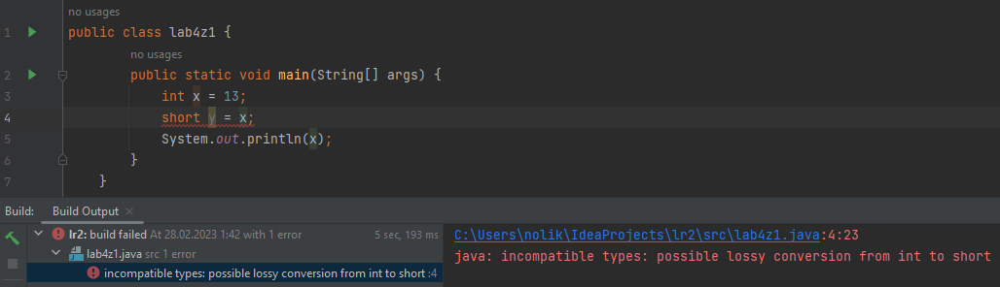 no usages
1 public class lab4z1 {
no usages
2 public static void main(String[] args) {
3 int x = 13;
4 short y = x;
5 System.out.println(x);
6 }
7 }
Build: Build Output ×
lr2: build failed At 28.02.2023 1:42 with 1 error 5 sec, 193 ms
lab4z1.java src 1 error
incompatible types: possible lossy conversion from int to short :4
C:\Users\nolik\IdeaProjects\lr2\src\lab4z1.java:4:23
java: incompatible types: possible lossy conversion from int to short